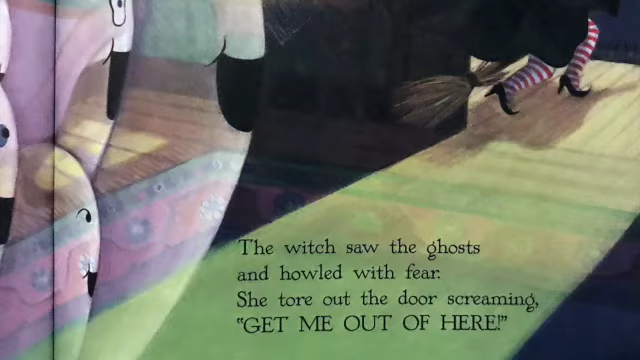 The witch saw the ghosts
and howled with fear.
She tore out the door screaming,
"GET ME OUT OF HERE!"